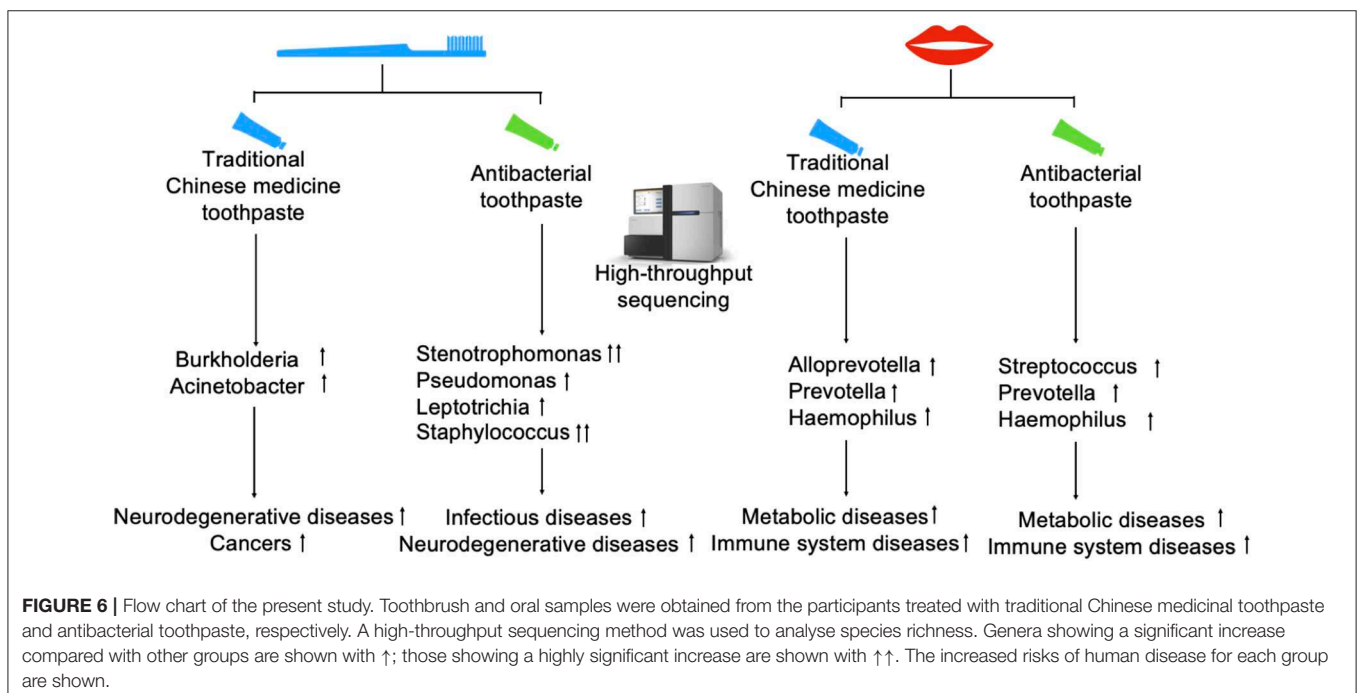 Traditional
Chinese medicine
toothpaste
Antibacterial
toothpaste
High-throughput
sequencing
Traditional
Chinese medicine
toothpaste
Antibacterial
toothpaste
Burkholderia ↑
Acinetobacter ↑
Stenotrophomonas ↑↑
Pseudomonas ↑
Leptotrichia ↑
Staphylococcus ↑↑
Alloprevotella ↑
Prevotella ↑
Haemophilus ↑
Streptococcus ↑
Prevotella ↑
Haemophilus ↑
Neurodegenerative diseases ↑
Cancers ↑
Infectious diseases ↑
Neurodegenerative diseases ↑
Metabolic diseases ↑
Immune system diseases ↑
Metabolic diseases ↑
Immune system diseases ↑
FIGURE 6 | Flow chart of the present study. Toothbrush and oral samples were obtained from the participants treated with traditional Chinese medicinal toothpaste
and antibacterial toothpaste, respectively. A high-throughput sequencing method was used to analyse species richness. Genera showing a significant increase
compared with other groups are shown with ↑; those showing a highly significant increase are shown with ↑↑. The increased risks of human disease for each group
are shown.